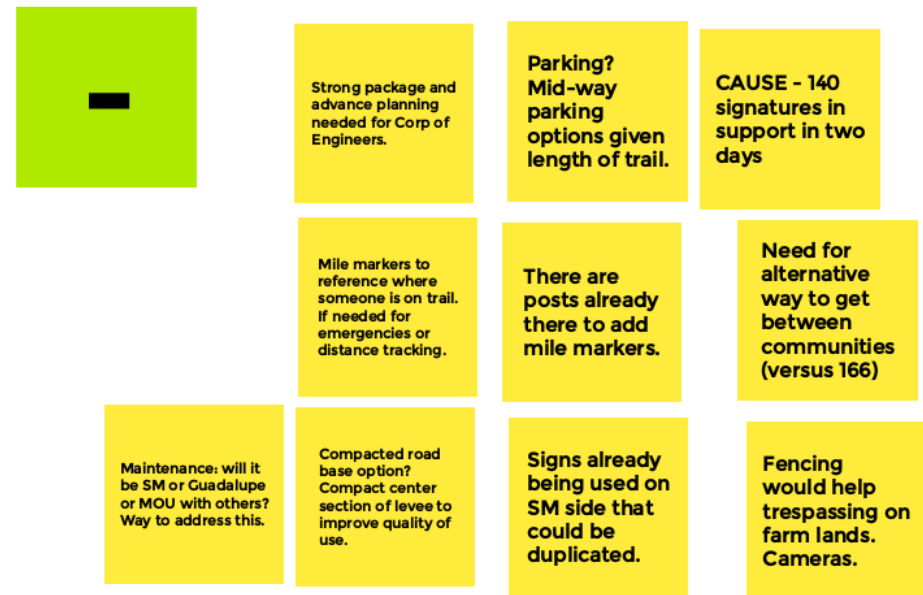 -
Strong package and
advance planning
needed for Corp of
Engineers.
Parking?
Mid-way
parking
options given
length of trail.
CAUSE - 140
signatures in
support in two
days
Mile markers to
reference where
someone is on trail.
If needed for
emergencies or
distance tracking.
There are
posts already
there to add
mile markers.
Need for
alternative
way to get
between
communities
(versus 166)
Maintenance: will it
be SM or Guadalupe
or MOU with others?
Way to address this.
Compacted road
base option?
Compact center
section of levee to
improve quality of
use.
Signs already
being used on
SM side that
could be
duplicated.
Fencing
would help
trespassing on
farm lands.
Cameras.